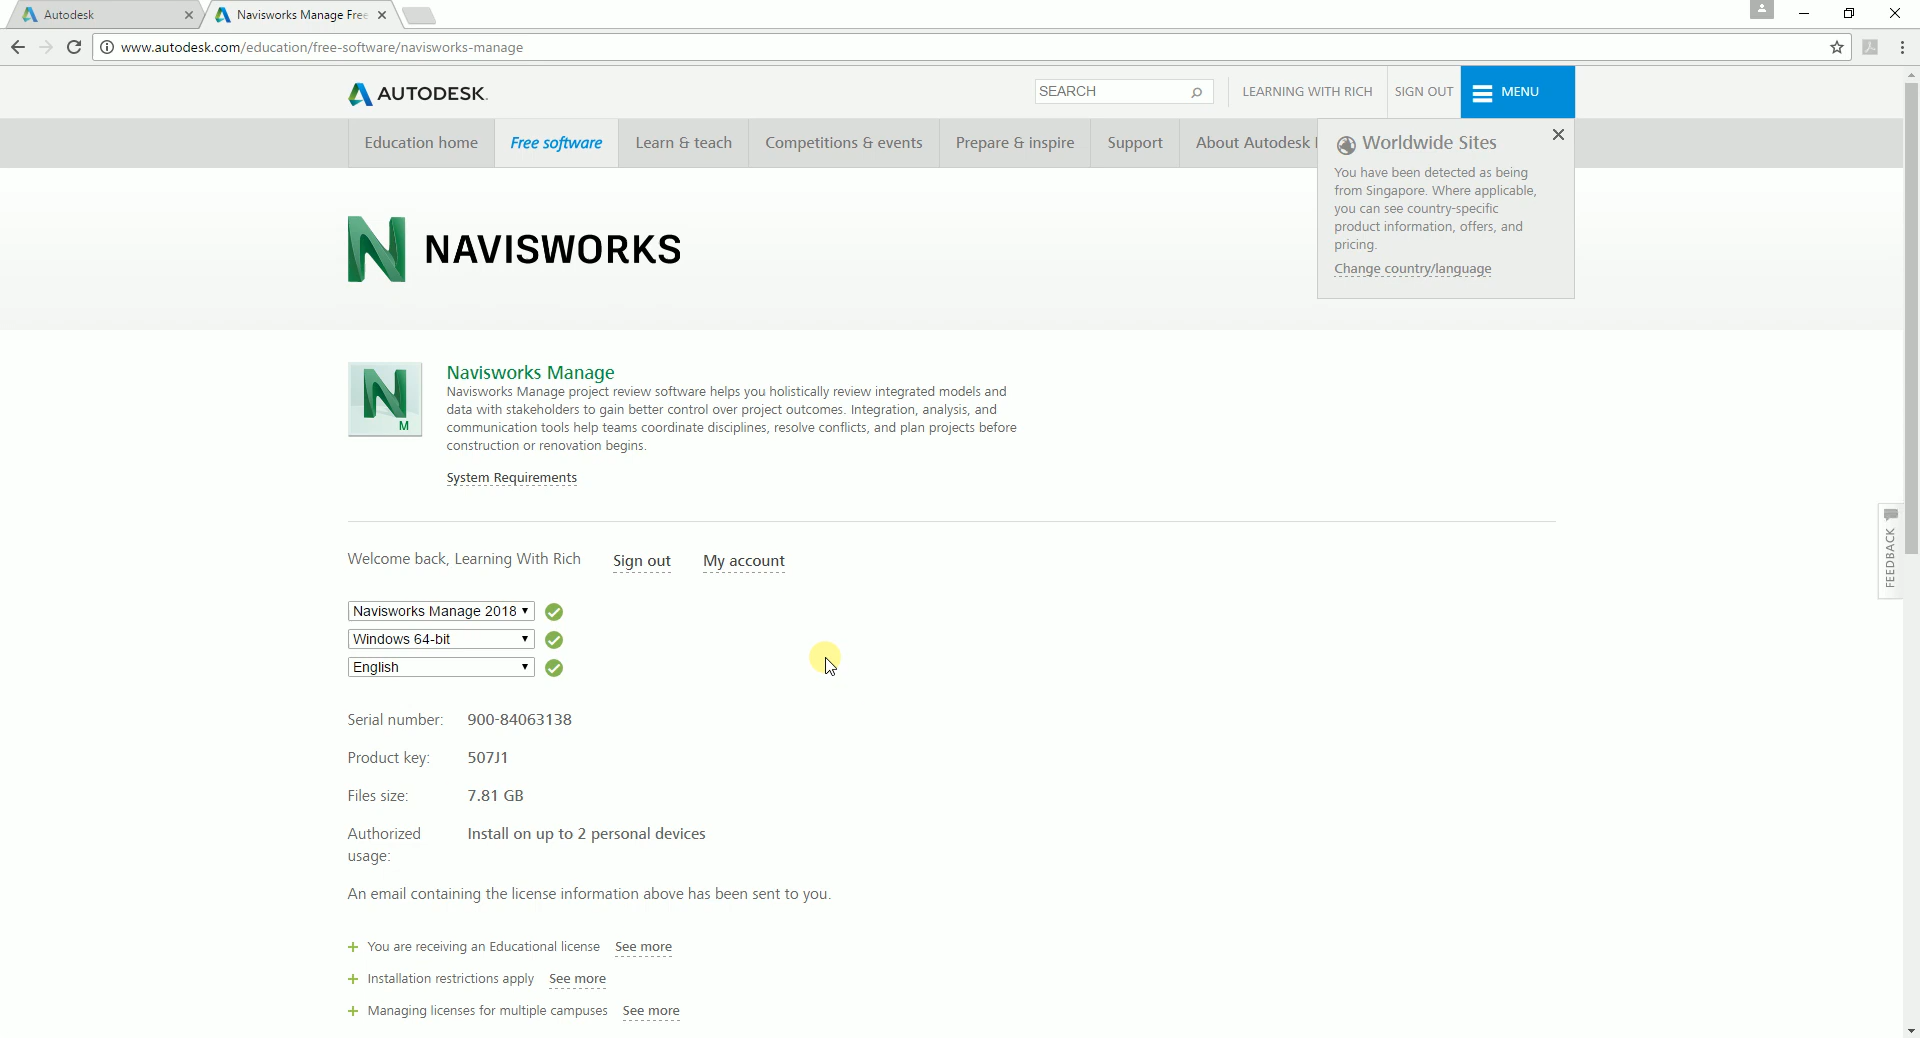 Autodesk
Navisworks Manage Free
www.autodesk.com/education/free-software/navisworks-manage
AUTODESK.
SEARCH
LEARNING WITH RICH
SIGN OUT
MENU
Education home
Free software
Learn & teach
Competitions & events
Prepare & inspire
Support
About Autodesk
Worldwide Sites
You have been detected as being
from Singapore. Where applicable,
you can see country-specific
product information, offers, and
pricing.
Change country/language
NAVISWORKS
M
Navisworks Manage
Navisworks Manage project review software helps you holistically review integrated models and
data with stakeholders to gain better control over project outcomes. Integration, analysis, and
communication tools help teams coordinate disciplines, resolve conflicts, and plan projects before
construction or renovation begins.
System Requirements
FEEDBACK
Welcome back, Learning With Rich
Sign out
My account
Navisworks Manage 2018
Windows 64-bit
English
Serial number: 900-84063138
Product key: 507J1
Files size: 7.81 GB
Authorized Install on up to 2 personal devices
usage:
An email containing the license information above has been sent to you.
+ You are receiving an Educational license See more
+ Installation restrictions apply See more
+ Managing licenses for multiple campuses See more